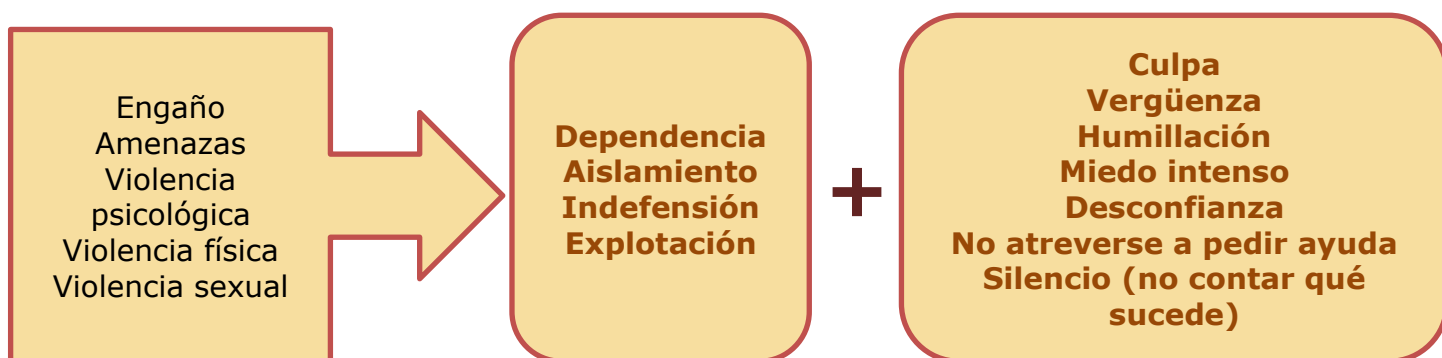 Engaño
Amenazas
Violencia
psicológica
Violencia física
Violencia sexual
Dependencia
Aislamiento
Indefensión
Explotación
+
Culpa
Vergüenza
Humillación
Miedo intenso
Desconfianza
No atreverse a pedir ayuda
Silencio (no contar qué
sucede)